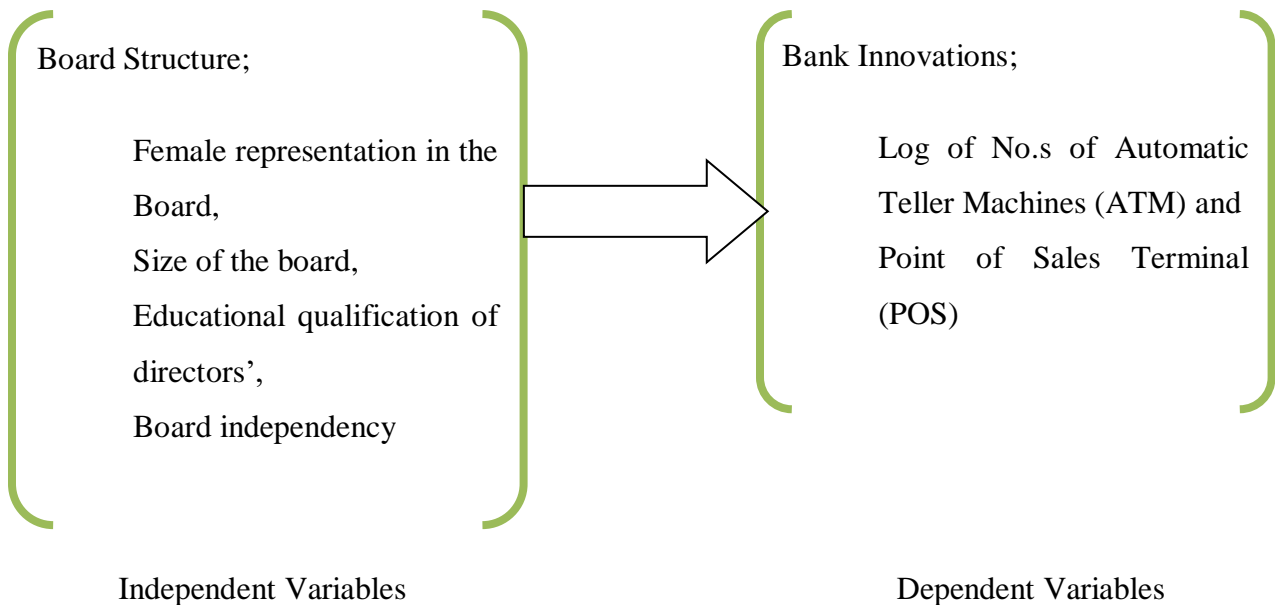 Board Structure;
Female representation in the
Board,
Size of the board,
Educational qualification of
directors’,
Board independency
Independent Variables
Bank Innovations;
Log of No.s of Automatic
Teller Machines (ATM) and
Point of Sales Terminal
(POS)
Dependent Variables